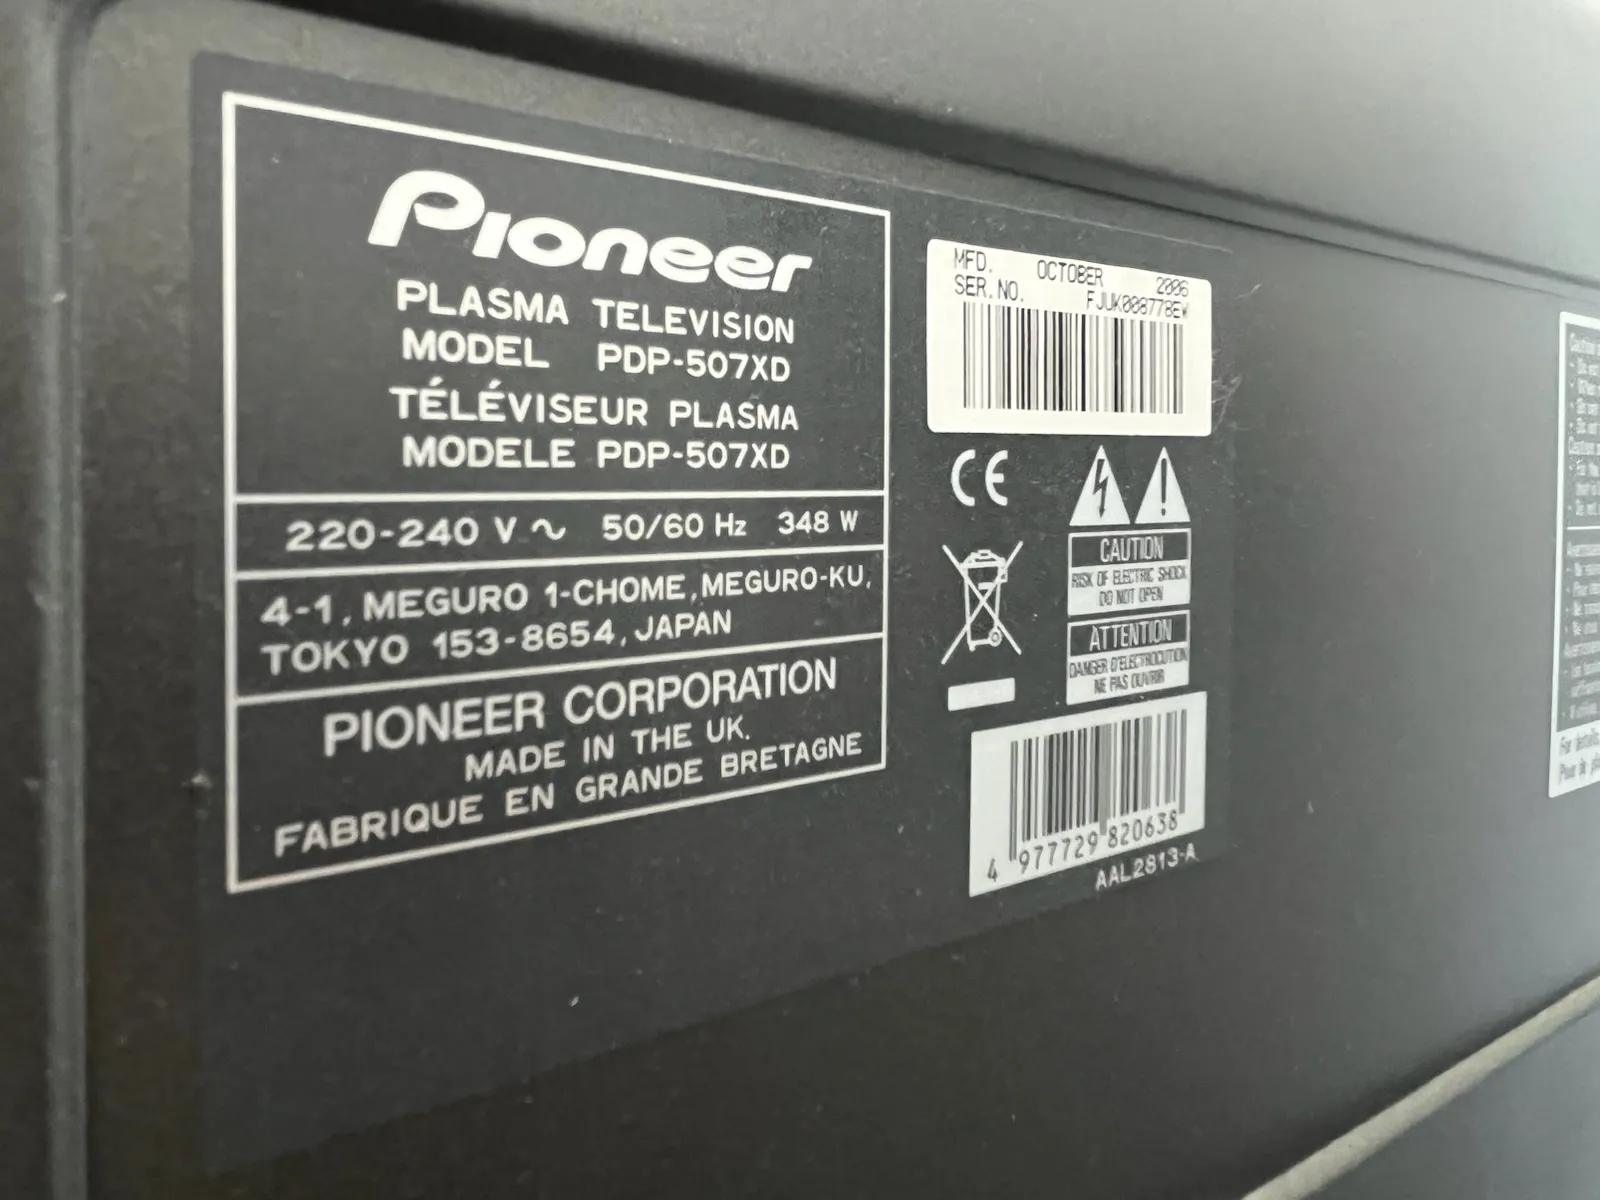 Pioneer
PLASMA TELEVISION
MODEL PDP-507XD
TÉLÉVISEUR PLASMA
MODELE PDP-507XD
220-240 V ~ 50/60 Hz 348 W
4-1, MEGURO 1-CHOME, MEGURO-KU,
TOKYO 153-8654, JAPAN
PIONEER CORPORATION
MADE IN THE UK.
FABRIQUE EN GRANDE BRETAGNE
MFD. OCTOBER 2006
SER.NO. FJUK008778EW
CE
CAUTION
RISK OF ELECTRIC SHOCK
DO NOT OPEN
ATTENTION
DANGER D'ELECTROCUTION
NE PAS OUVRIR
4 977729 820638
AAL2813-A
For details,